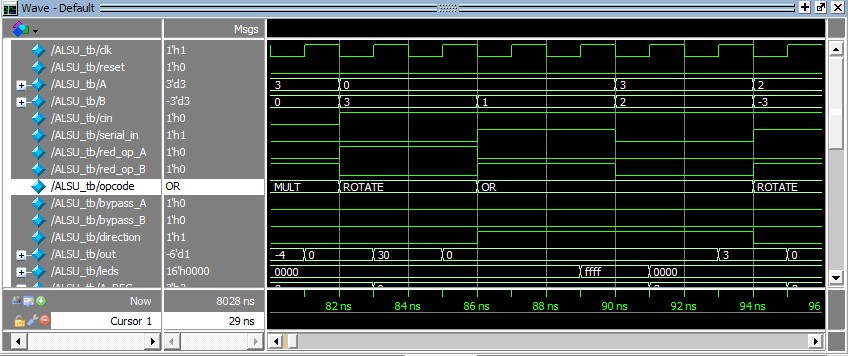 Wave - Default
Msgs
/ALSU_tb/clk 1'h1
/ALSU_tb/reset 1'h0
/ALSU_tb/A 3'd3 3 0 3 2
/ALSU_tb/B -3'd3 0 3 1 2 -3
/ALSU_tb/cin 1'h0
/ALSU_tb/serial_in 1'h1
/ALSU_tb/red_op_A 1'h0
/ALSU_tb/red_op_B 1'h0
/ALSU_tb/opcode OR MULT ROTATE OR ROTATE
/ALSU_tb/bypass_A 1'h0
/ALSU_tb/bypass_B 1'h0
/ALSU_tb/direction 1'h1
/ALSU_tb/out -6'd1 -4 0 30 0 3 0
/ALSU_tb/leds 16'h0000 0000 ffff 0000
Now 8028 ns 82 ns 84 ns 86 ns 88 ns 90 ns 92 ns 94 ns 96
Cursor 1 29 ns